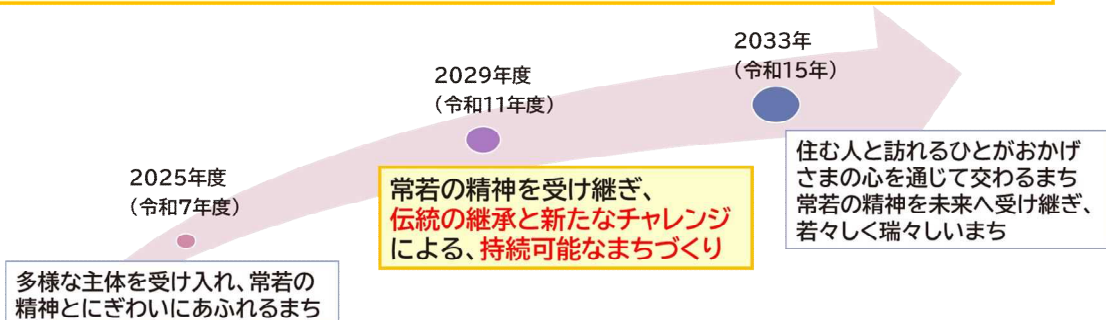 2033年
（令和15年）
2029年度
（令和11年度）
2025年度
（令和7年度）
住む人と訪れるひとがおかげ
さまの心を通じて交わるまち
常若の精神を未来へ受け継ぎ、
若々しく瑞々しいまち
常若の精神を受け継ぎ、
伝統の継承と新たなチャレンジ
による、持続可能なまちづくり
多様な主体を受け入れ、常若の
精神とにぎわいにあふれるまち